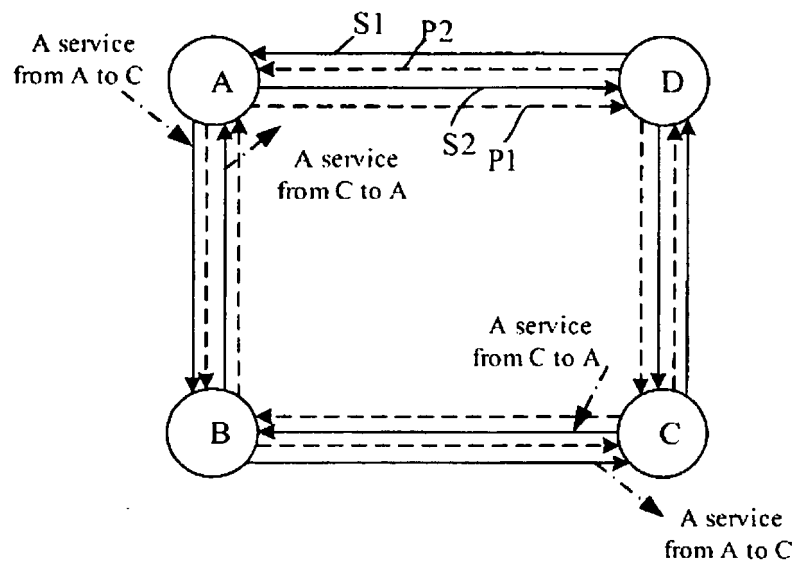 S1
P2
A service
from A to C
A
D
S2
P1
A service
from C to A
A service
from C to A
B
C
A service
from A to C